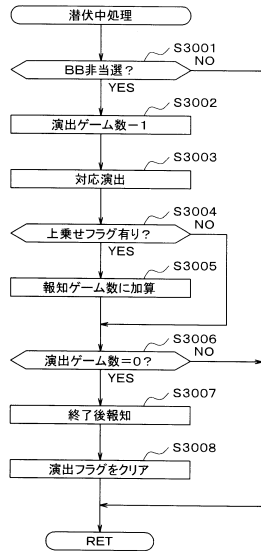 潜伏中処理
S3001
BB非当選?
NO
YES
S3002
演出ゲーム数−1
S3003
対応演出
S3004
上乗せフラグ有り?
NO
YES
S3005
報知ゲーム数に加算
S3006
演出ゲーム数=0?
NO
YES
S3007
終了後報知
S3008
演出フラグをクリア
RET